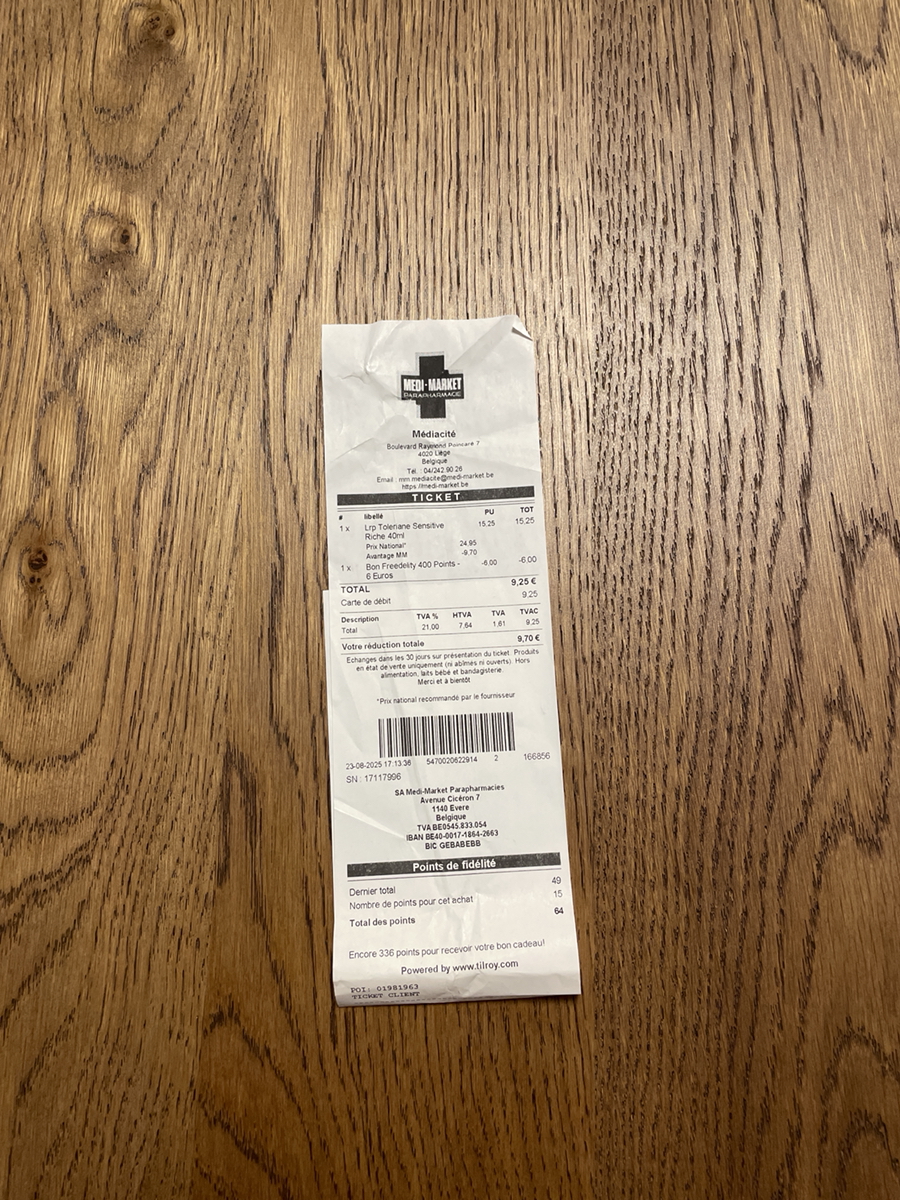 MEDI-MARKET
PARAPHARMACIE
Médiacité
Boulevard Raymond Poincaré 7
4020 Liège
Belgique
Tél : 04/242 90 26
Email : mm.mediacite@medi-market.be
https://medi-market.be
TICKET
# libellé PU TOT
1 x Lrp Toleriane Sensitive 15,25 15,25
Riche 40ml
Prix National* 24,95
Avantage MM -9,70
1 x Bon Freedelity 400 Points - -6,00 -6,00
6 Euros
TOTAL 9,25 €
Carte de débit 9,25
Description TVA % HTVA TVA TVAC
Total 21,00 7,64 1,61 9,25
Votre réduction totale 9,70 €
Echanges dans les 30 jours sur présentation du ticket. Produits
en état de vente uniquement (ni abîmés ni ouverts). Hors
alimentation, laits bébé et bandagisterie.
Merci et à bientôt
*Prix national recommandé par le fournisseur
23-08-2025 17:13:36 5470020622914 2 166856
SN : 17117996
SA Medi-Market Parapharmacies
Avenue Cicéron 7
1140 Evere
Belgique
TVA BE0545.833.054
IBAN BE40-0017-1864-2663
BIC GEBABEBB
Points de fidélité
Dernier total 49
Nombre de points pour cet achat 15
Total des points 64
Encore 336 points pour recevoir votre bon cadeau!
Powered by www.tilroy.com
POI: 01981963
TICKET CLIENT